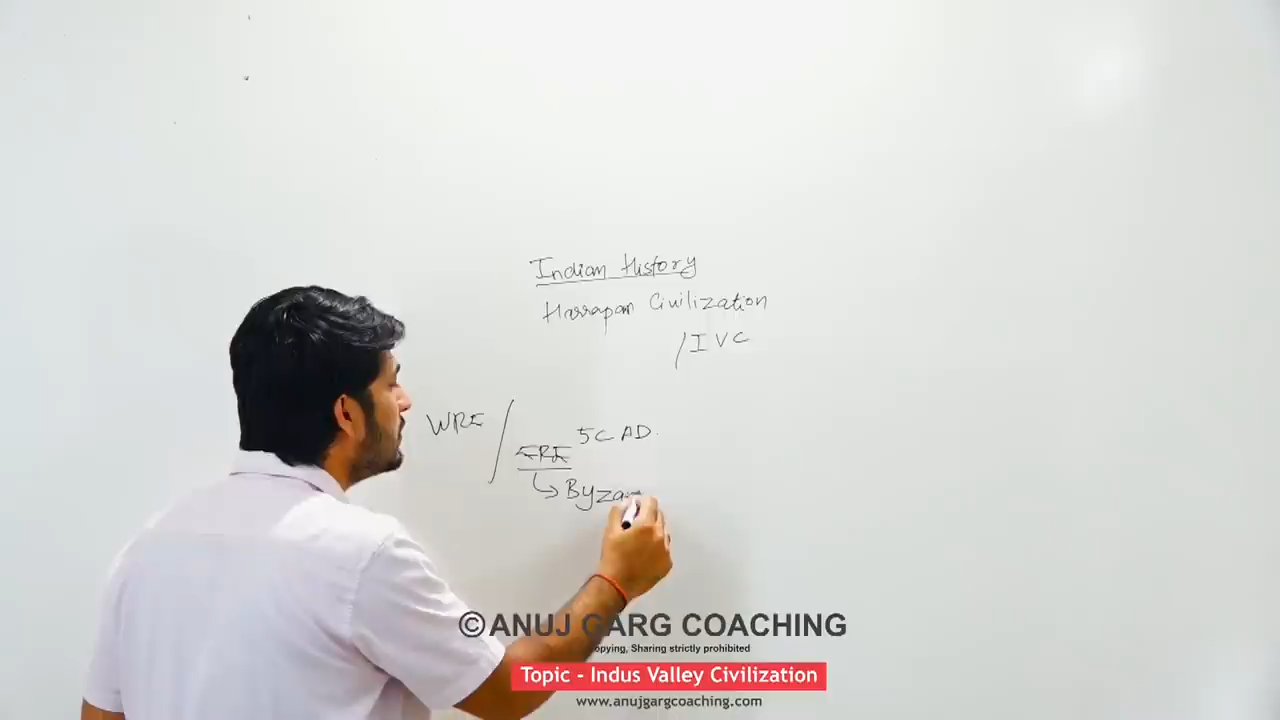 Indian History
Harrapan Civilization
/IVC
WRE /
5C AD.
ERE
↳
©ANUJ GARG COACHING
opying, Sharing strictly prohibited
Topic - Indus Valley Civilization
www.anujgargcoaching.com